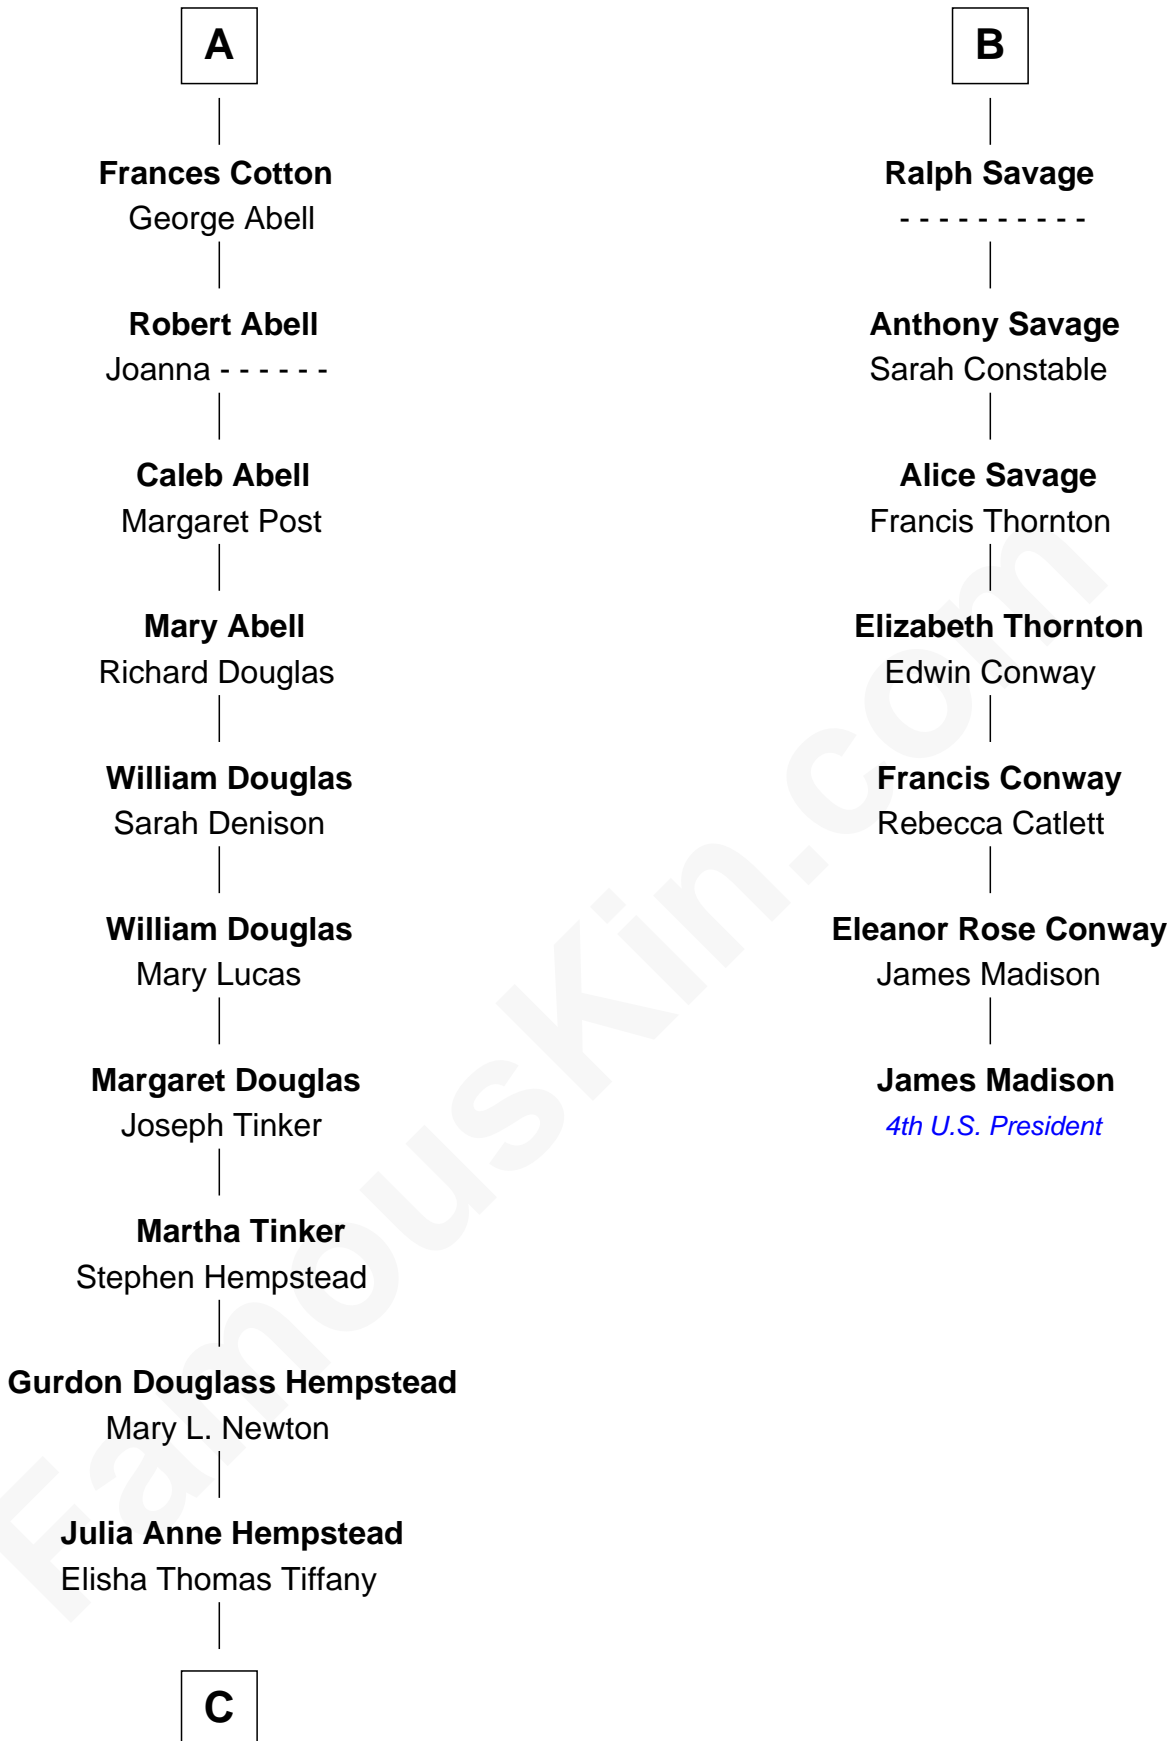 A
Frances Cotton
George Abell
Robert Abell
Joanna - - - - - -
Caleb Abell
Margaret Post
Mary Abell
Richard Douglas
William Douglas
Sarah Denison
William Douglas
Mary Lucas
Margaret Douglas
Joseph Tinker
Martha Tinker
Stephen Hempstead
Gurdon Douglass Hempstead
Mary L. Newton
Julia Anne Hempstead
Elisha Thomas Tiffany
C
B
Ralph Savage
- - - - - - - - - -
Anthony Savage
Sarah Constable
Alice Savage
Francis Thornton
Elizabeth Thornton
Edwin Conway
Francis Conway
Rebecca Catlett
Eleanor Rose Conway
James Madison
James Madison
4th U.S. President
FamousKin.com